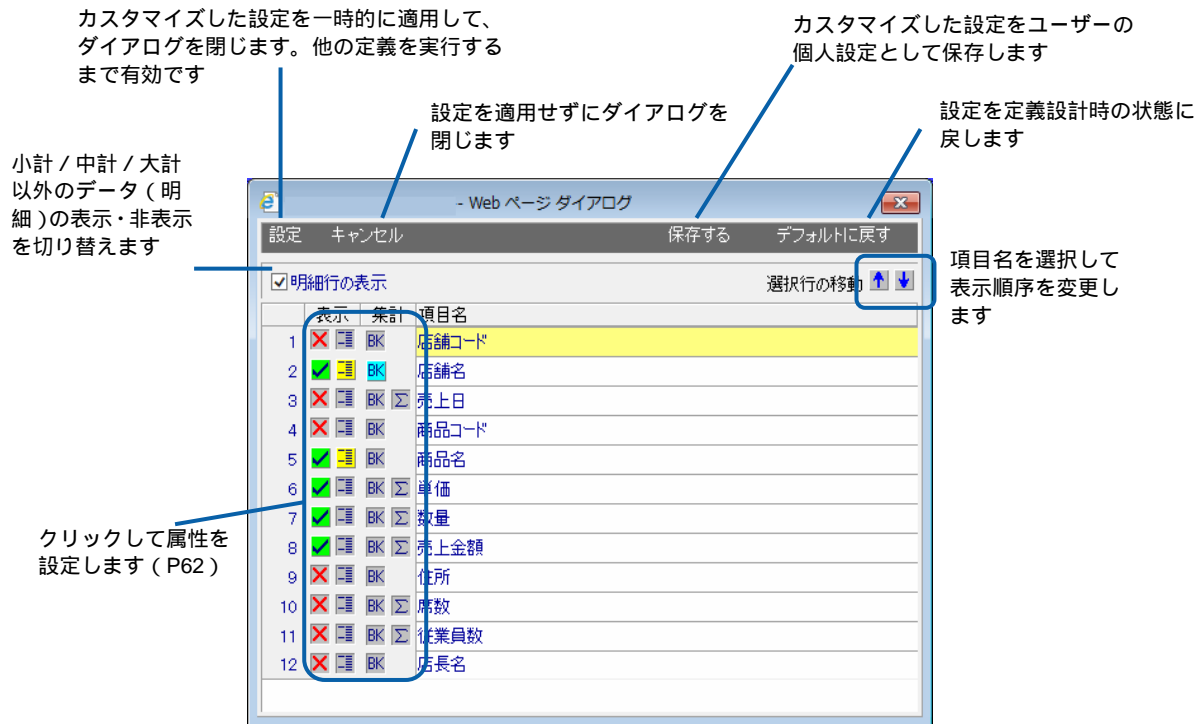 カスタマイズした設定を一時的に適用して、
ダイアログを閉じます。他の定義を実行する
まで有効です
カスタマイズした設定をユーザーの
個人設定として保存します
設定を適用せずにダイアログを
閉じます
設定を定義設計時の状態に
戻します
小計 / 中計 / 大計
以外のデータ ( 明
細 ) の表示・非表示
を切り替えます
- Web ページ ダイアログ
設定 キャンセル 保存する デフォルトに戻す
明細行の表示 選択行の移動
項目名を選択して
表示順序を変更し
ます
表示 集計 項目名
1 BK 店舗コード
2 BK 店舗名
3 BK Σ 売上日
4 BK 商品コード
5 BK 商品名
6 BK Σ 単価
7 BK Σ 数量
8 BK Σ 売上金額
9 BK 住所
10 BK Σ 席数
11 BK Σ 従業員数
12 BK 店長名
クリックして属性を
設定します ( P62 )